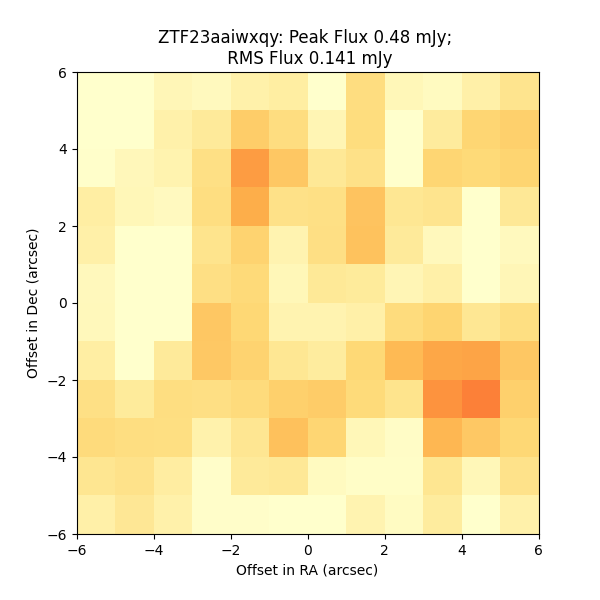 ZTF23aaiwxqy: Peak Flux 0.48 mJy;
RMS Flux 0.141 mJy
6
4
2
0
−2
−4
−6
Offset in Dec (arcsec)
−6 −4 −2 0 2 4 6
Offset in RA (arcsec)